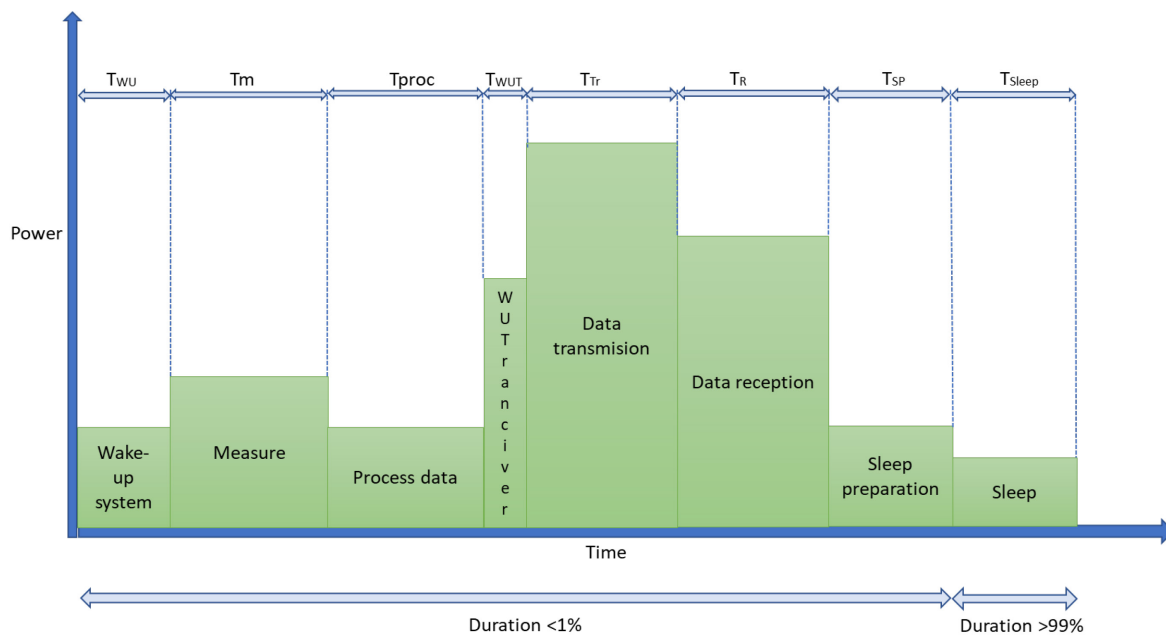 TWU
Tm
Tproc
TWUT
TTr
TR
TSP
TSleep
Power
Wake-
up
system
Measure
Process data
W
U
T
r
a
n
c
i
v
e
r
Data
transmision
Data reception
Sleep
preparation
Sleep
Time
Duration <1%
Duration >99%